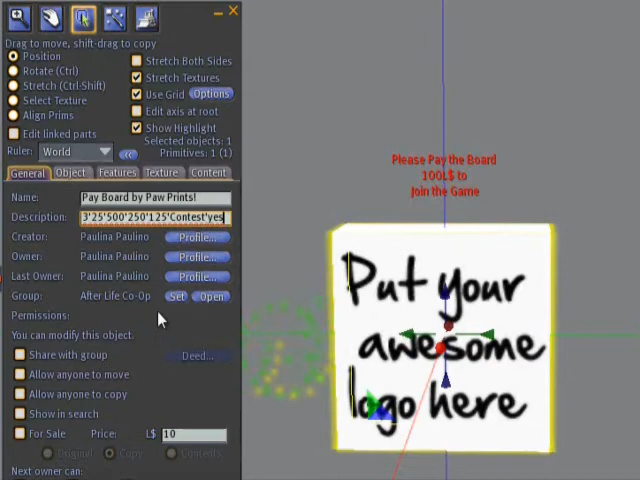 Drag to move, shift-drag to copy
Position
Rotate (Ctrl)
Stretch (Ctrl-Shift)
Select Texture
Align Prims
Stretch Both Sides
Stretch Textures
Use Grid Options
Edit axis at root
Show Highlight
Edit linked parts
Selected objects: 1
Ruler: World
Primitives: 1 (1)
General Object Features Texture Content
Name: Pay Board by Paw Prints!
Description: 3'25'500'250'125'Contest'yes
Creator: Paulina Paulino Profile...
Owner: Paulina Paulino Profile...
Last Owner: Paulina Paulino Profile...
Group: After Life Co-Op Set Open
Permissions:
You can modify this object.
Share with group Deed...
Allow anyone to move
Allow anyone to copy
Show in search
For Sale Price: L$ 10
Original Copy Contents
Next owner can:
Please Pay the Board
100L$ to
Join the Game
Put your
awesome
logo here